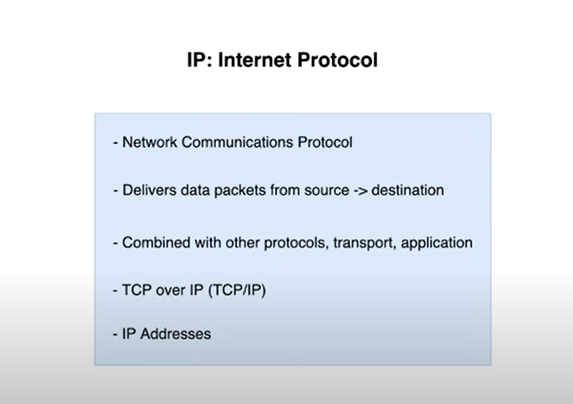 IP: Internet Protocol
- Network Communications Protocol
- Delivers data packets from source -> destination
- Combined with other protocols, transport, application
- TCP over IP (TCP/IP)
- IP Addresses